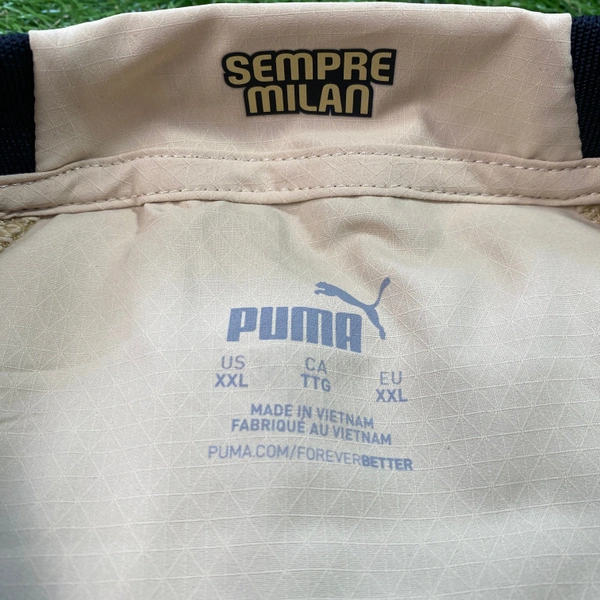 SEMPRE
MILAN
PUMA
US CA EU
XXL TTG XXL
MADE IN VIETNAM
FABRIQUÉ AU VIETNAM
PUMA.COM/FOREVERBETTER